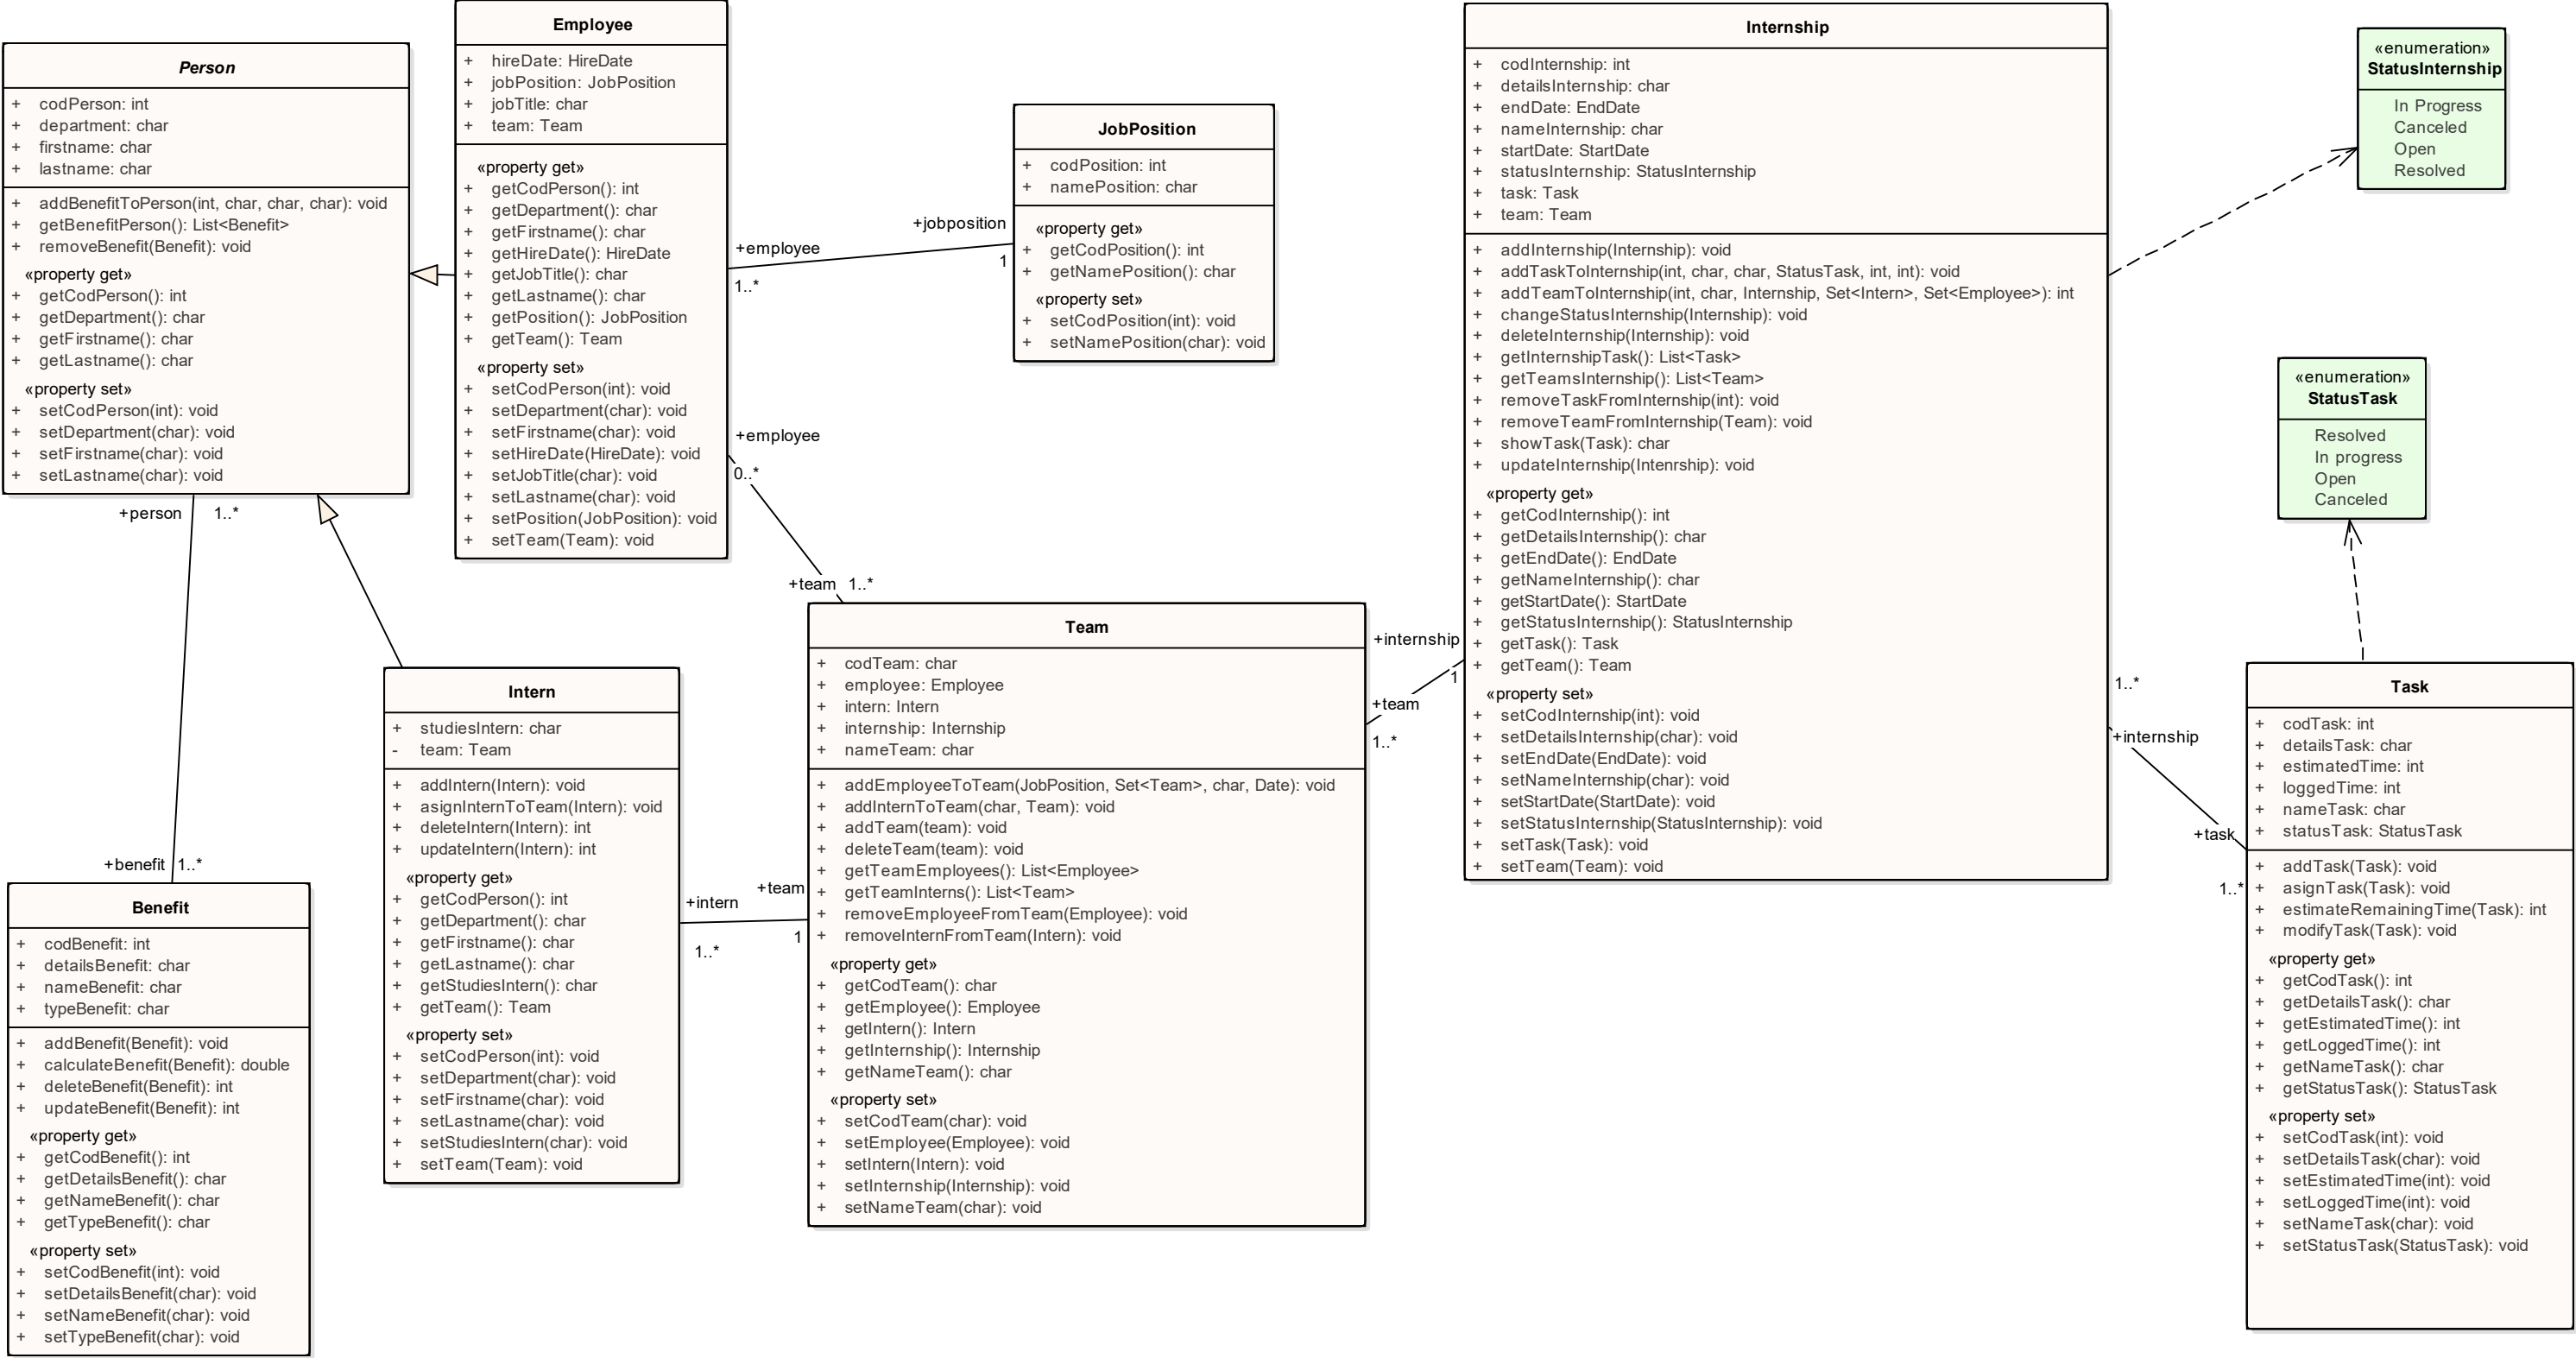 Person
+ codPerson: int
+ department: char
+ firstname: char
+ lastname: char
+ addBenefitToPerson(int, char, char, char): void
+ getBenefitPerson(): List<Benefit>
+ removeBenefit(Benefit): void
«property get»
+ getCodPerson(): int
+ getDepartment(): char
+ getFirstname(): char
+ getLastname(): char
«property set»
+ setCodPerson(int): void
+ setDepartment(char): void
+ setFirstname(char): void
+ setLastname(char): void
+person 1..*
+benefit 1..*
Benefit
+ codBenefit: int
+ detailsBenefit: char
+ nameBenefit: char
+ typeBenefit: char
+ addBenefit(Benefit): void
+ calculateBenefit(Benefit): double
+ deleteBenefit(Benefit): int
+ updateBenefit(Benefit): int
«property get»
+ getCodBenefit(): int
+ getDetailsBenefit(): char
+ getNameBenefit(): char
+ getTypeBenefit(): char
«property set»
+ setCodBenefit(int): void
+ setDetailsBenefit(char): void
+ setNameBenefit(char): void
+ setTypeBenefit(char): void
Employee
+ hireDate: HireDate
+ jobPosition: JobPosition
+ jobTitle: char
+ team: Team
«property get»
+ getCodPerson(): int
+ getDepartment(): char
+ getFirstname(): char
+ getHireDate(): HireDate
+ getJobTitle(): char
+ getLastname(): char
+ getPosition(): JobPosition
+ getTeam(): Team
«property set»
+ setCodPerson(int): void
+ setDepartment(char): void
+ setFirstname(char): void
+ setHireDate(HireDate): void
+ setJobTitle(char): void
+ setLastname(char): void
+ setPosition(JobPosition): void
+ setTeam(Team): void
+employee
1..*
+jobposition
1
+employee
0..*
+team 1..*
JobPosition
+ codPosition: int
+ namePosition: char
«property get»
+ getCodPosition(): int
+ getNamePosition(): char
«property set»
+ setCodPosition(int): void
+ setNamePosition(char): void
Intern
+ studiesIntern: char
- team: Team
+ addIntern(Intern): void
+ asignInternToTeam(Intern): void
+ deleteIntern(Intern): int
+ updateIntern(Intern): int
«property get»
+ getCodPerson(): int
+ getDepartment(): char
+ getFirstname(): char
+ getLastname(): char
+ getStudiesIntern(): char
+ getTeam(): Team
«property set»
+ setCodPerson(int): void
+ setDepartment(char): void
+ setFirstname(char): void
+ setLastname(char): void
+ setStudiesIntern(char): void
+ setTeam(Team): void
+intern
1..*
+team
1
Team
+ codTeam: char
+ employee: Employee
+ intern: Intern
+ internship: Internship
+ nameTeam: char
+ addEmployeeToTeam(JobPosition, Set<Team>, char, Date): void
+ addInternToTeam(char, Team): void
+ addTeam(team): void
+ deleteTeam(team): void
+ getTeamEmployees(): List<Employee>
+ getTeamInterns(): List<Team>
+ removeEmployeeFromTeam(Employee): void
+ removeInternFromTeam(Intern): void
«property get»
+ getCodTeam(): char
+ getEmployee(): Employee
+ getIntern(): Intern
+ getInternship(): Internship
+ getNameTeam(): char
«property set»
+ setCodTeam(char): void
+ setEmployee(Employee): void
+ setIntern(Intern): void
+ setInternship(Internship): void
+ setNameTeam(char): void
+internship
1
+team
1..*
Internship
+ codInternship: int
+ detailsInternship: char
+ endDate: EndDate
+ nameInternship: char
+ startDate: StartDate
+ statusInternship: StatusInternship
+ task: Task
+ team: Team
+ addInternship(Internship): void
+ addTaskToInternship(int, char, char, StatusTask, int, int): void
+ addTeamToInternship(int, char, Internship, Set<Intern>, Set<Employee>): int
+ changeStatusInternship(Internship): void
+ deleteInternship(Internship): void
+ getInternshipTask(): List<Task>
+ getTeamsInternship(): List<Team>
+ removeTaskFromInternship(int): void
+ removeTeamFromInternship(Team): void
+ showTask(Task): char
+ updateInternship(Intenrship): void
«property get»
+ getCodInternship(): int
+ getDetailsInternship(): char
+ getEndDate(): EndDate
+ getNameInternship(): char
+ getStartDate(): StartDate
+ getStatusInternship(): StatusInternship
+ getTask(): Task
+ getTeam(): Team
«property set»
+ setCodInternship(int): void
+ setDetailsInternship(char): void
+ setEndDate(EndDate): void
+ setNameInternship(char): void
+ setStartDate(StartDate): void
+ setStatusInternship(StatusInternship): void
+ setTask(Task): void
+ setTeam(Team): void
1..*
+internship
+task
1..*
«enumeration»
StatusInternship
In Progress
Canceled
Open
Resolved
«enumeration»
StatusTask
Resolved
In progress
Open
Canceled
Task
+ codTask: int
+ detailsTask: char
+ estimatedTime: int
+ loggedTime: int
+ nameTask: char
+ statusTask: StatusTask
+ addTask(Task): void
+ asignTask(Task): void
+ estimateRemainingTime(Task): int
+ modifyTask(Task): void
«property get»
+ getCodTask(): int
+ getDetailsTask(): char
+ getEstimatedTime(): int
+ getLoggedTime(): int
+ getNameTask(): char
+ getStatusTask(): StatusTask
«property set»
+ setCodTask(int): void
+ setDetailsTask(char): void
+ setEstimatedTime(int): void
+ setLoggedTime(int): void
+ setNameTask(char): void
+ setStatusTask(StatusTask): void